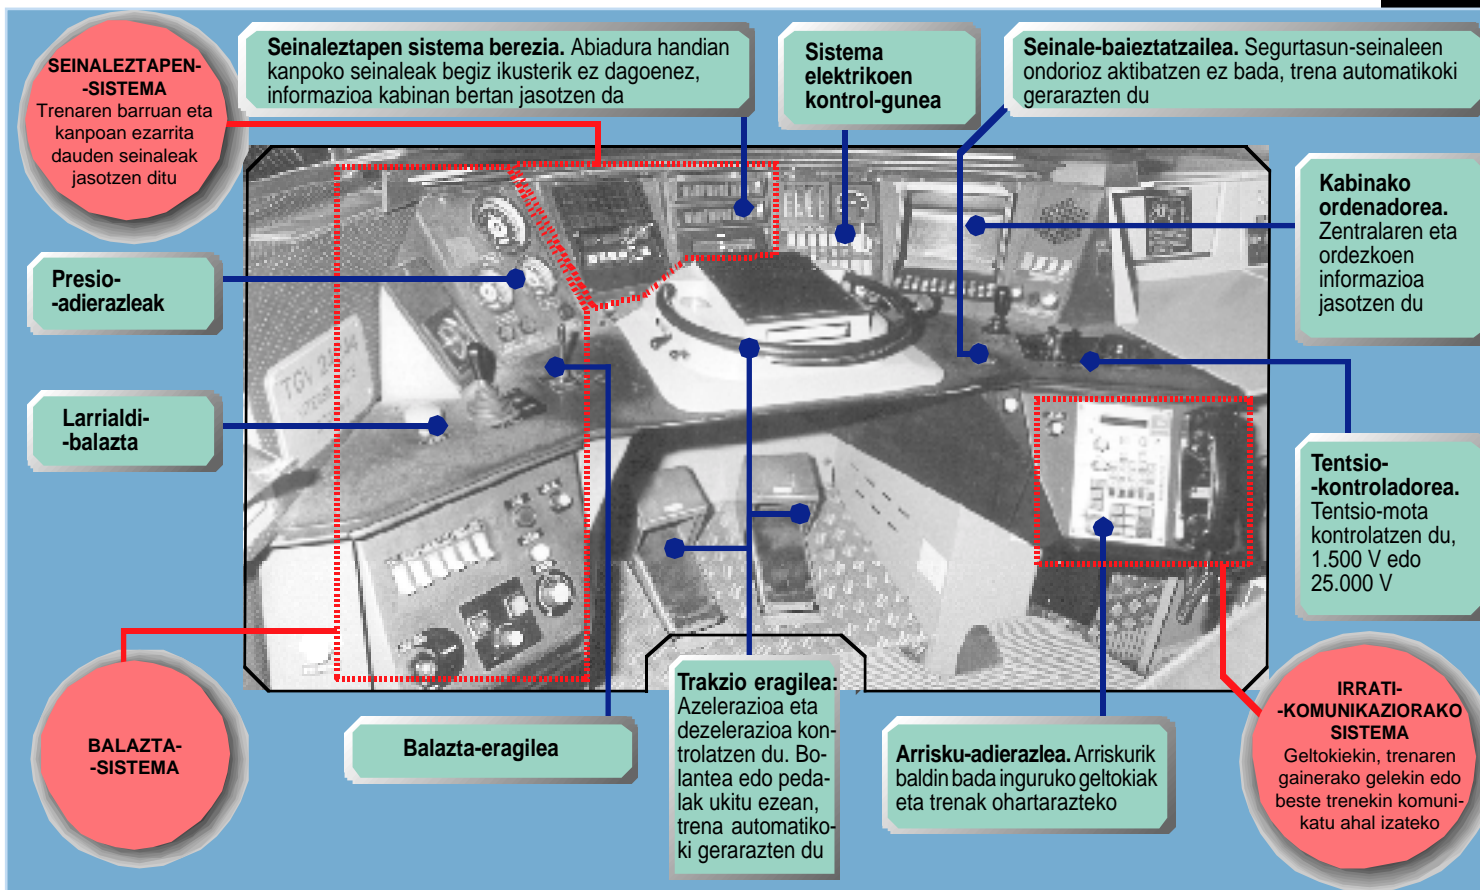 SEINALEZTAPEN-
-SISTEMA
Trenaren barruan eta
kanpoan ezarrita
dauden seinaleak
jasotzen ditu
Seinaleztapen sistema berezia. Abiadura handian
kanpoko seinaleak begiz ikusterik ez dagoenez,
informazioa kabinan bertan jasotzen da
Sistema
elektrikoen
kontrol-gunea
Seinale-baieztatzailea. Segurtasun-seinaleen
ondorioz aktibatzen ez bada, trena automatikoki
gerarazten du
Kabinako
ordenadorea.
Zentralaren eta
ordezkoen
informazioa
jasotzen du
Presio-
-adierazleak
Larrialdi-
-balazta
TGV
Tentsio-
-kontroladorea.
Tentsio-mota
kontrolatzen du,
1.500 V edo
25.000 V
BALAZTA-
-SISTEMA
Balazta-eragilea
Trakzio eragilea:
Azelerazioa eta
dezelerazioa kon-
trolatzen du. Bo-
lantea edo peda-
lak ukitu ezean,
trena automatiko-
ki gerarazten du
Arrisku-adierazlea. Arriskurik
baldin bada inguruko geltokiak
eta trenak ohartarazteko
IRRATI-
-KOMUNIKAZIORAKO
SISTEMA
Geltokiekin, trenaren
gainerako gelekin edo
beste trenekin komuni-
katu ahal izateko